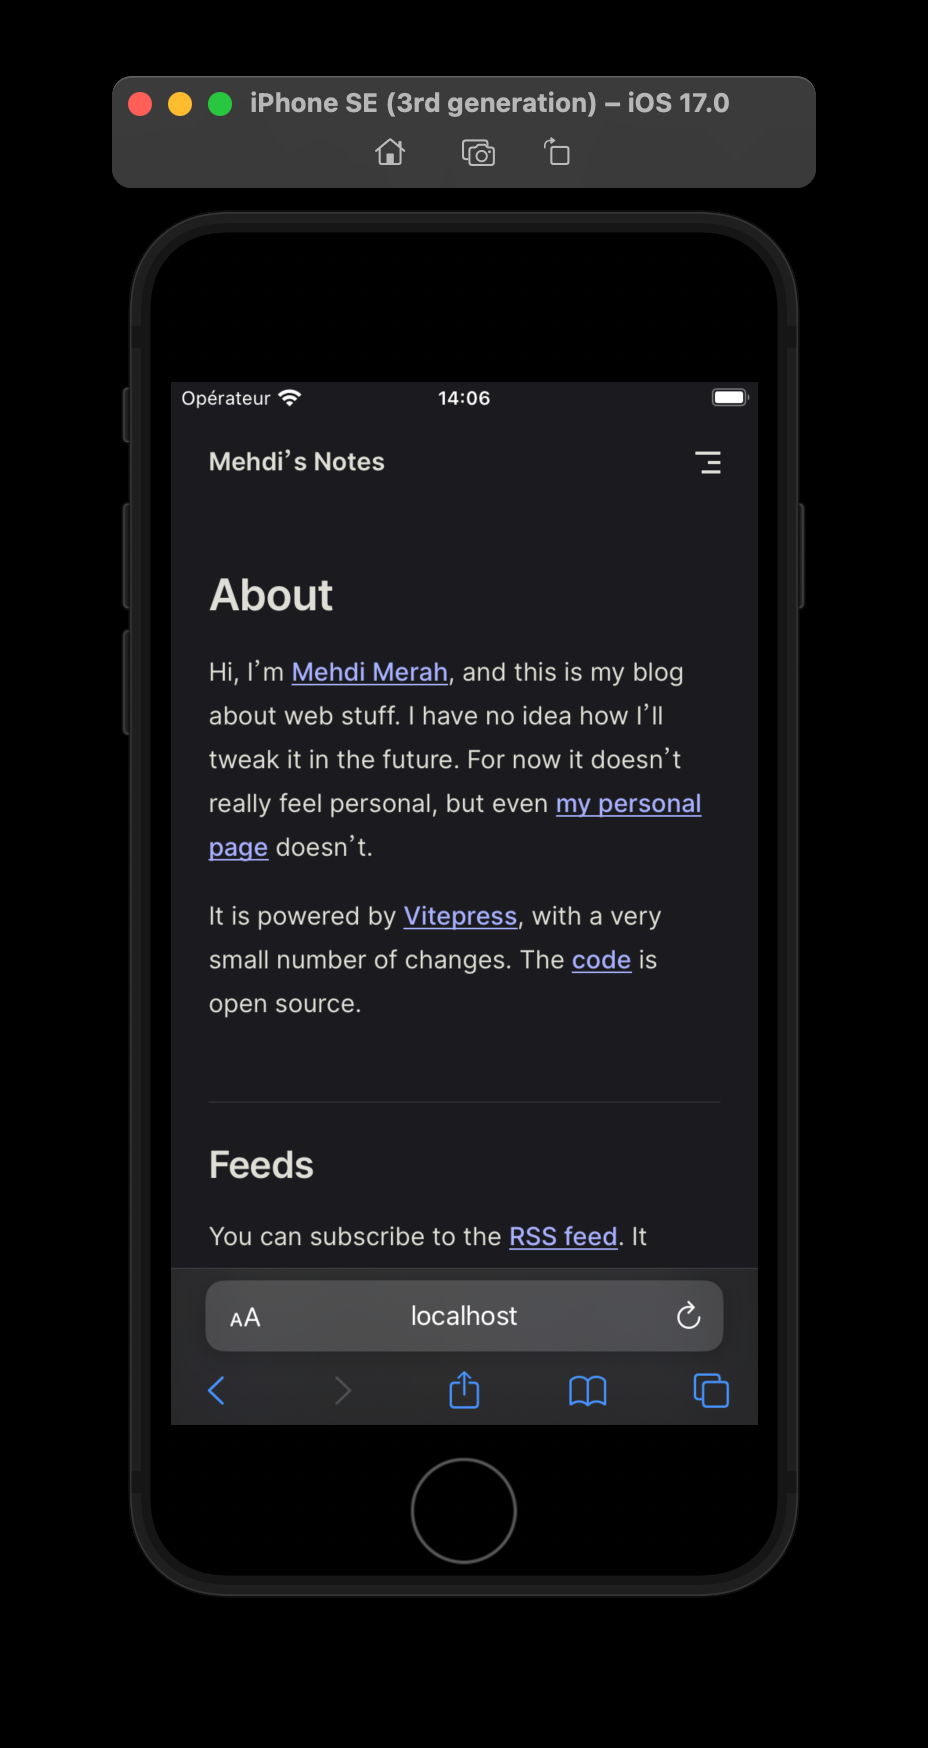 iPhone SE (3rd generation) – iOS 17.0
Opérateur 14:06
Mehdi’s Notes
About
Hi, I’m Mehdi Merah, and this is my blog
about web stuff. I have no idea how I’ll
tweak it in the future. For now it doesn’t
really feel personal, but even my personal
page doesn’t.
It is powered by Vitepress, with a very
small number of changes. The code is
open source.
Feeds
You can subscribe to the RSS feed. It
AA localhost